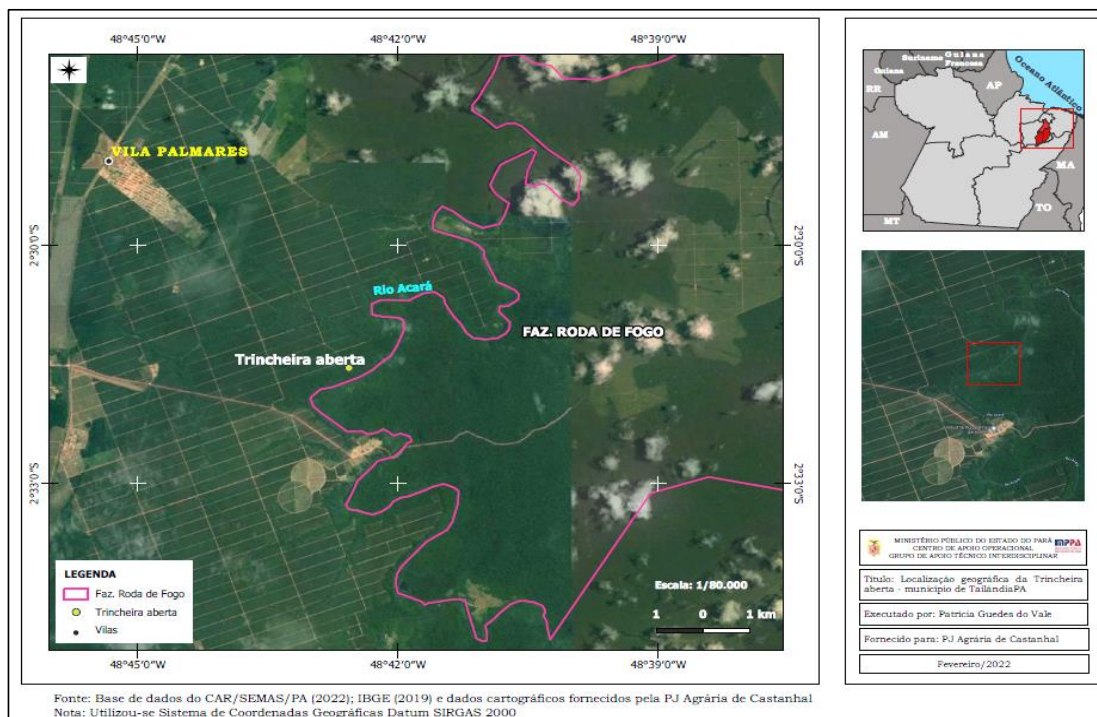 48°45'0"W
48°42'0"W
48°39'0"W
VILA PALMARES
2°30'0"S
2°30'0"S
Rio Acará
FAZ. RODA DE FOGO
Trincheira aberta
2°33'0"S
2°33'0"S
LEGENDA
Faz. Roda de Fogo
Trincheira aberta
Vilas
Escala: 1/80.000
1 0 1 km
48°45'0"W
48°42'0"W
48°39'0"W
Fonte: Base de dados do CAR/SEMAS/PA (2022); IBGE (2019) e dados cartográficos fornecidos pela PJ Agrária de Castanhal
Nota: Utilizou-se Sistema de Coordenadas Geográficas Datum SIRGAS 2000
Suriname
Guiana
Francesa
Guiana
Oceano Atlântico
RR
AP
AM
MA
TO
MT
MINISTÉRIO PÚBLICO DO ESTADO DO PARÁ
CENTRO DE APOIO OPERACIONAL
GRUPO DE APOIO TÉCNICO INTERDISCIPLINAR
MPPA
Título: Localização geográfica da Trincheira
aberta - município de Tailândia​PA
Executado por: Patrícia Guedes do Vale
Fornecido para: PJ Agrária de Castanhal
Fevereiro/2022